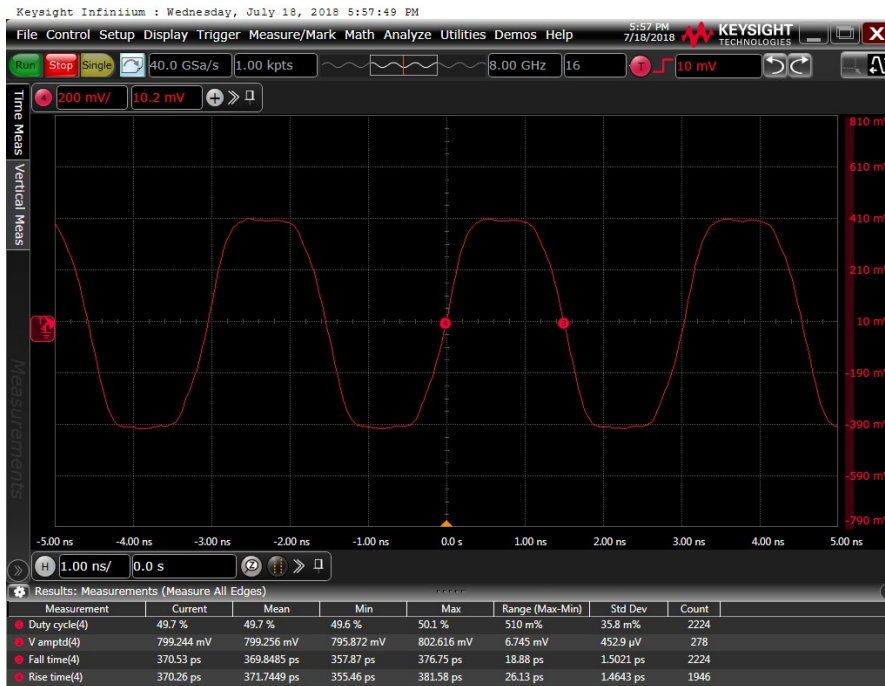 Keysight Infiniium : Wednesday, July 18, 2018 5:57:49 PM
File Control Setup Display Trigger Measure/Mark Math Analyze Utilities Demos Help
5:57 PM
7/18/2018
KEYSIGHT
TECHNOLOGIES
Run Stop Single 40.0 GSa/s 1.00 kpts 8.00 GHz 16 T 10 mV
4 200 mV/ 10.2 mV
Time Meas
Vertical Meas
Measurements
810 m
610 m
410 m
210 m
10 m
-190 m
-390 m
-590 m
-790 m
4 3
-5.00 ns -4.00 ns -3.00 ns -2.00 ns -1.00 ns 0.0 s 1.00 ns 2.00 ns 3.00 ns 4.00 ns 5.00 ns
H 1.00 ns/ 0.0 s
Results: Measurements (Measure All Edges)
Measurement Current Mean Min Max Range (Max-Min) Std Dev Count
1 Duty cycle(4) 49.7 % 49.7 % 49.6 % 50.1 % 510 m% 35.8 m% 2224
2 V amptd(4) 799.244 mV 799.256 mV 795.872 mV 802.616 mV 6.745 mV 452.9 µV 278
3 Fall time(4) 370.53 ps 369.8485 ps 357.87 ps 376.75 ps 18.88 ps 1.5021 ps 2224
Rise time(4) 370.26 ps 371.7449 ps 355.46 ps 381.58 ps 26.13 ps 1.4643 ps 1946